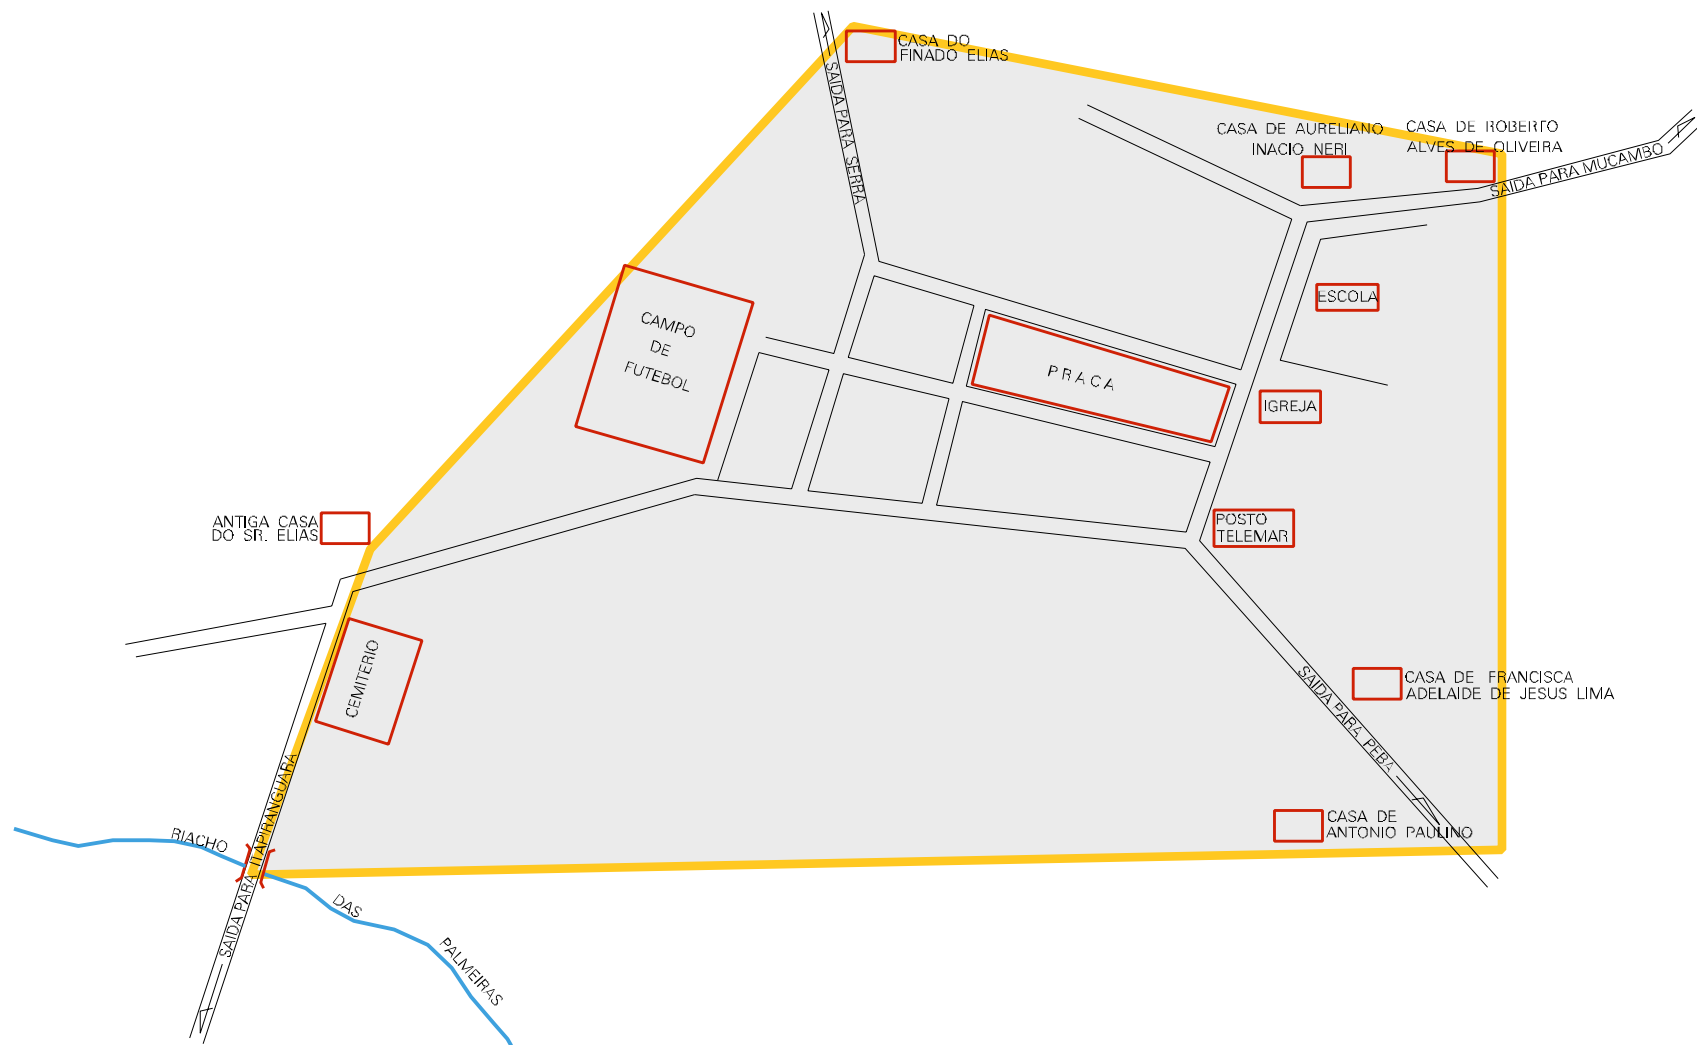 CASA DO
FINADO ELIAS
SAIDA PARA SERRA
CASA DE AURELIANO
INACIO NERI
CASA DE ROBERTO
ALVES DE OLIVEIRA
SAIDA PARA MUCAMBO
CAMPO
DE
FUTEBOL
ESCOLA
PRACA
IGREJA
ANTIGA CASA
DO SR. ELIAS
POSTO
TELEMAR
CEMITERIO
CASA DE FRANCISCA
ADELAIDE DE JESUS LIMA
SAIDA PARA PEBA
CASA DE
ANTONIO PAULINO
SAIDA PARA ITAPIRANGUARA
RIACHO
DAS
PALMEIRAS